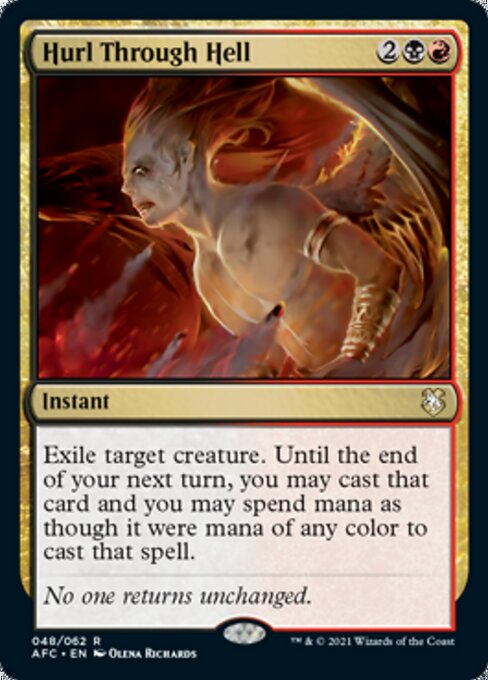 Hurl Through Hell 2
Instant
Exile target creature. Until the end
of your next turn, you may cast that
card and you may spend mana as
though it were mana of any color to
cast that spell.
No one returns unchanged.
048/062 R
™ & © 2021 Wizards of the Coast
AFC • EN Olena Richards